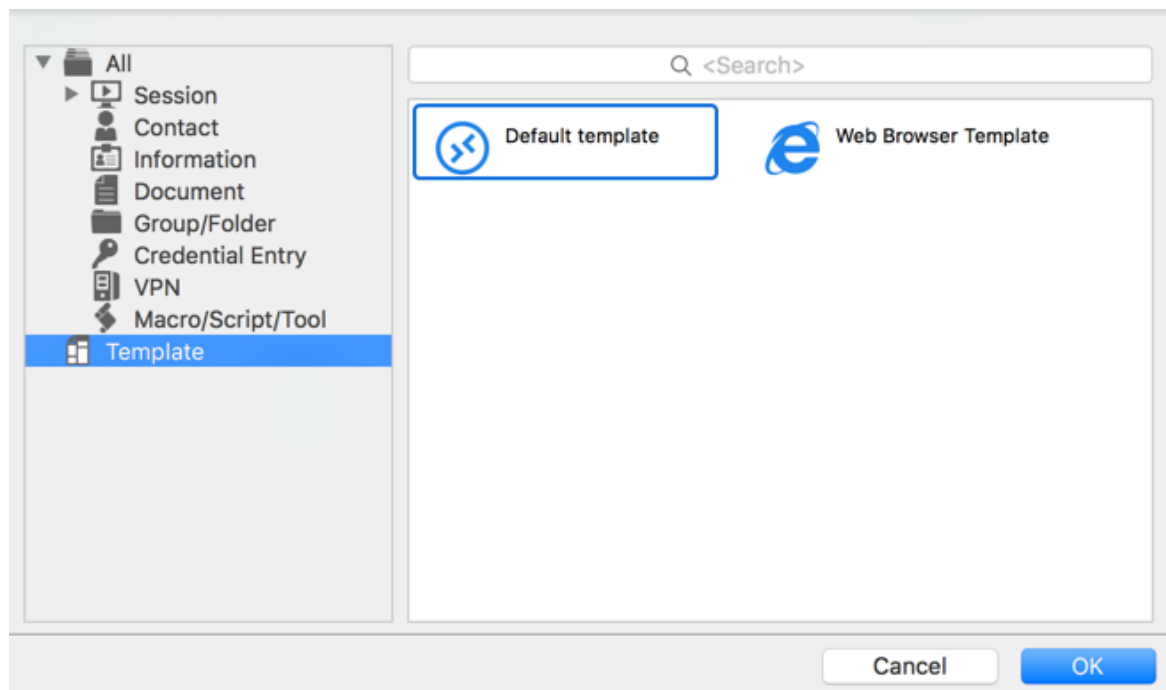 All
Session
Contact
Information
Document
Group/Folder
Credential Entry
VPN
Macro/Script/Tool
Template
<Search>
Default template
Web Browser Template
Cancel
OK